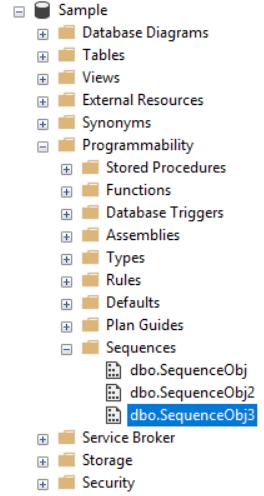 Sample
Database Diagrams
Tables
Views
External Resources
Synonyms
Programmability
Stored Procedures
Functions
Database Triggers
Assemblies
Types
Rules
Defaults
Plan Guides
Sequences
dbo.SequenceObj
dbo.SequenceObj2
dbo.SequenceObj3
Service Broker
Storage
Security